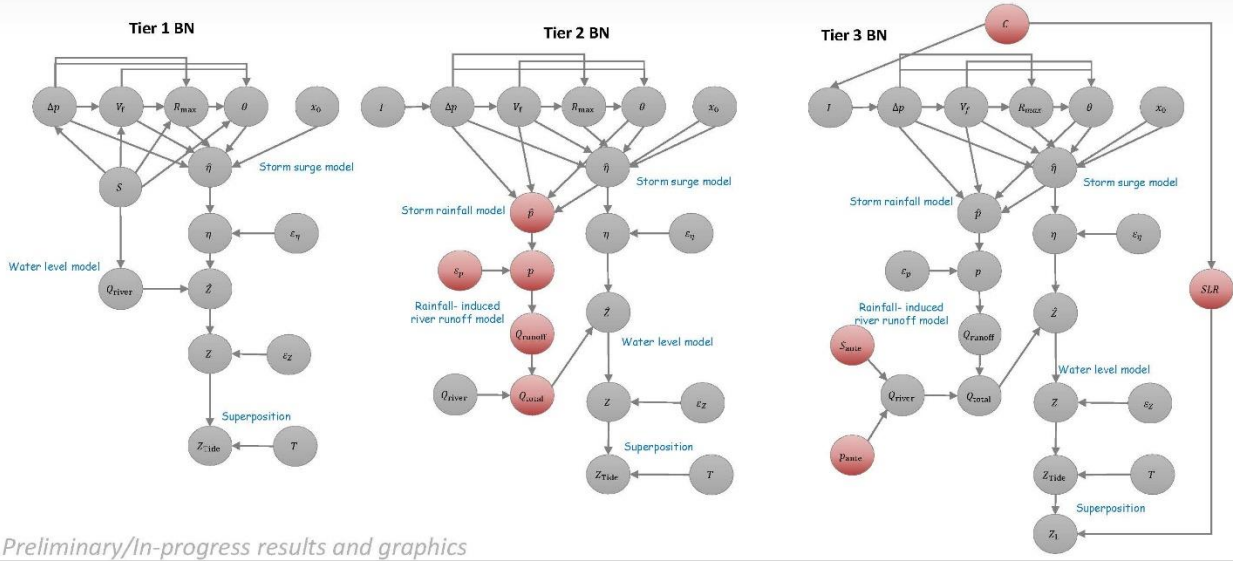 Tier 1 BN
Δp
V_f
R_max
θ
x_0
S
η̂
Storm surge model
η
ε_η
Water level model
Q_river
Ẑ
Z
ε_Z
Superposition
Z_Tide
T
Tier 2 BN
I
Δp
V_f
R_max
θ
x_0
η̂
Storm surge model
Storm rainfall model
p̂
η
ε_η
ε_p
p
Rainfall- induced
river runoff model
Q_runoff
Ẑ
Water level model
Q_river
Q_total
Z
ε_Z
Superposition
Z_Tide
T
Tier 3 BN
C
I
Δp
V_f
R_max
θ
x_0
η̂
Storm surge model
Storm rainfall model
p̂
η
ε_η
ε_p
p
SLR
Rainfall- induced
river runoff model
Q_runoff
Ẑ
S_ante
Water level model
Q_river
Q_total
Z
ε_Z
p_ante
Z_Tide
T
Superposition
Z_1
Preliminary/In-progress results and graphics